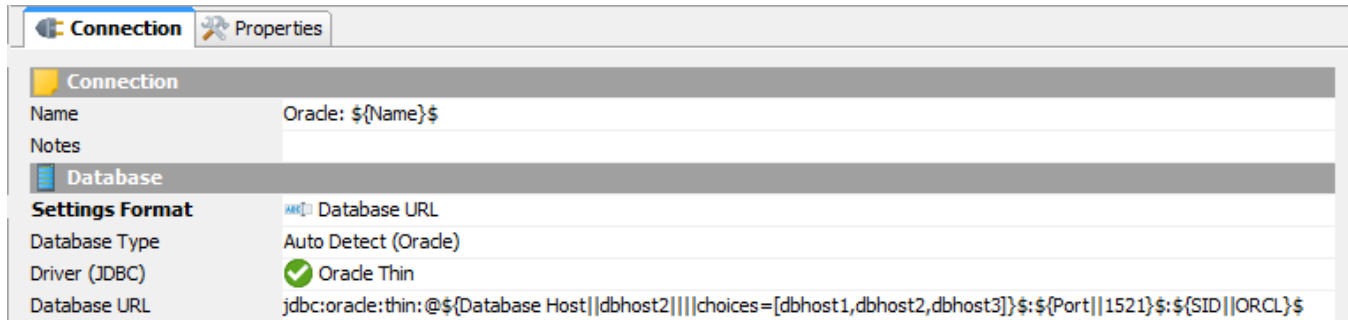 Connection Properties
Connection
Name Oracle: ${Name}$
Notes
Database
Settings Format Database URL
Database Type Auto Detect (Oracle)
Driver (JDBC) Oracle Thin
Database URL jdbc:oracle:thin:@${Database Host||dbhost2||||choices=[dbhost1,dbhost2,dbhost3]}$:${Port||1521}$:${SID||ORCL}$